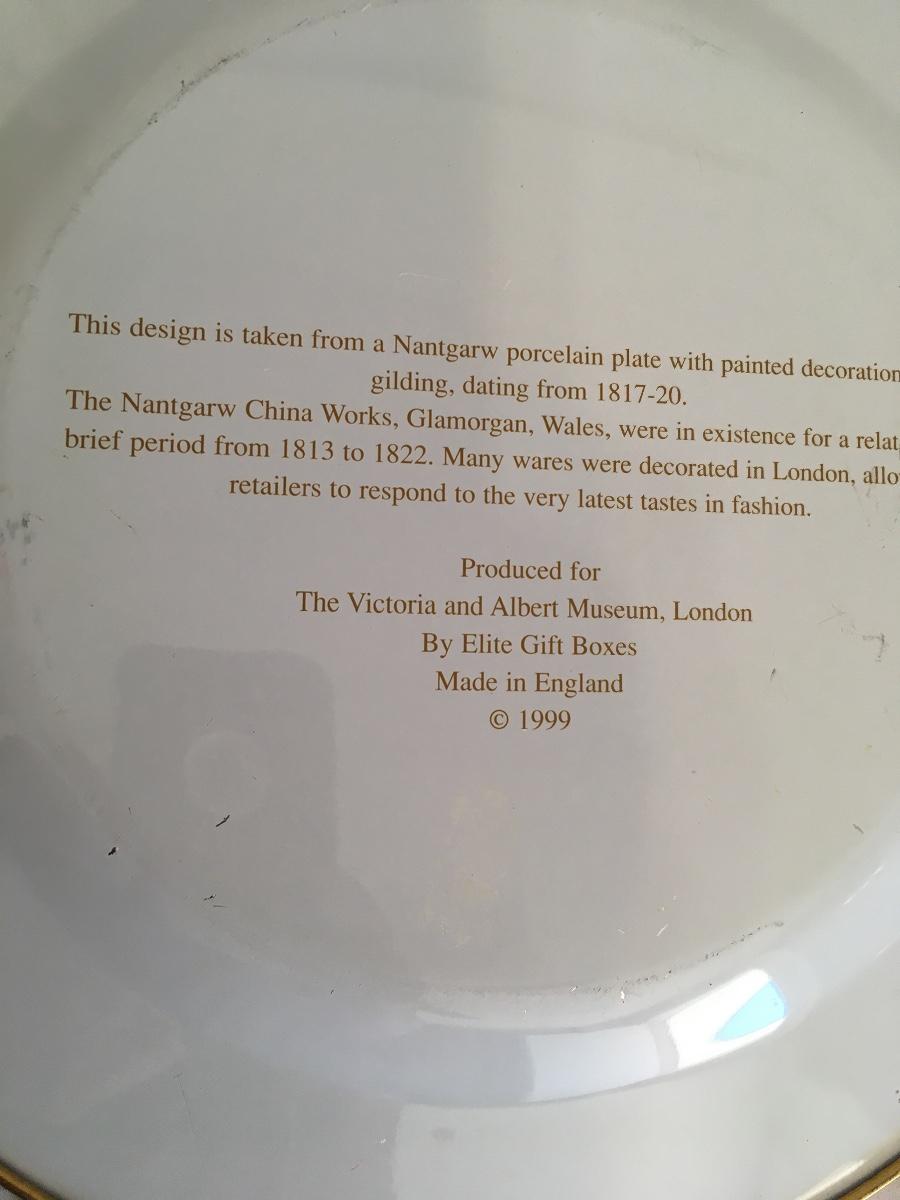 This design is taken from a Nantgarw porcelain plate with painted decoration
gilding, dating from 1817-20.
The Nantgarw China Works, Glamorgan, Wales, were in existence for a
brief period from 1813 to 1822. Many wares were decorated in London,
retailers to respond to the very latest tastes in fashion.
Produced for
The Victoria and Albert Museum, London
By Elite Gift Boxes
Made in England
© 1999